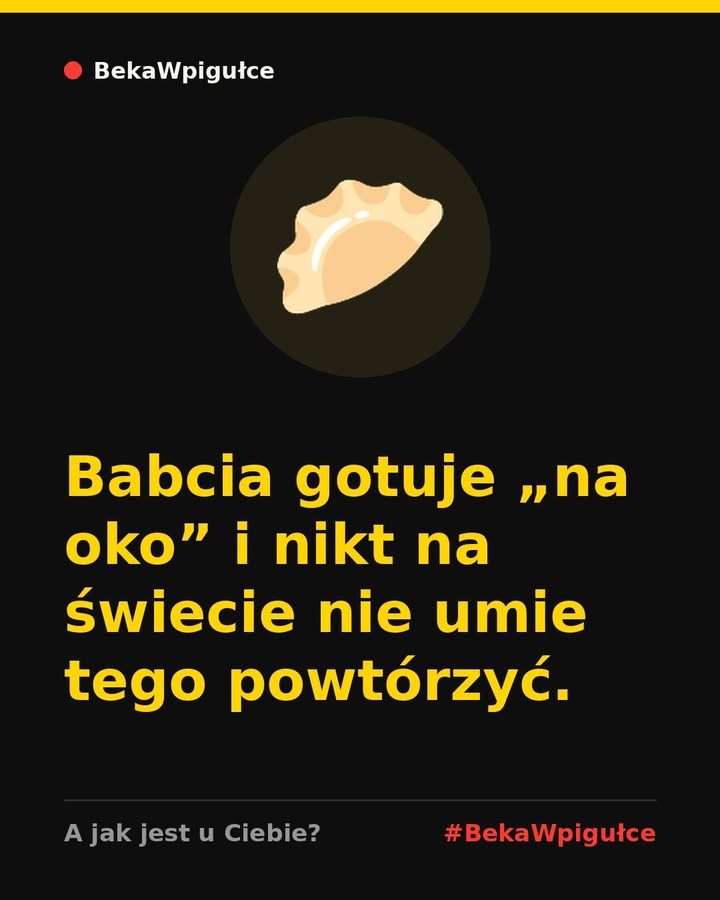 BekaWpigułce
Babcia gotuje „na
oko” i nikt na
świecie nie umie
tego powtórzyć.
A jak jest u Ciebie?
#BekaWpigułce